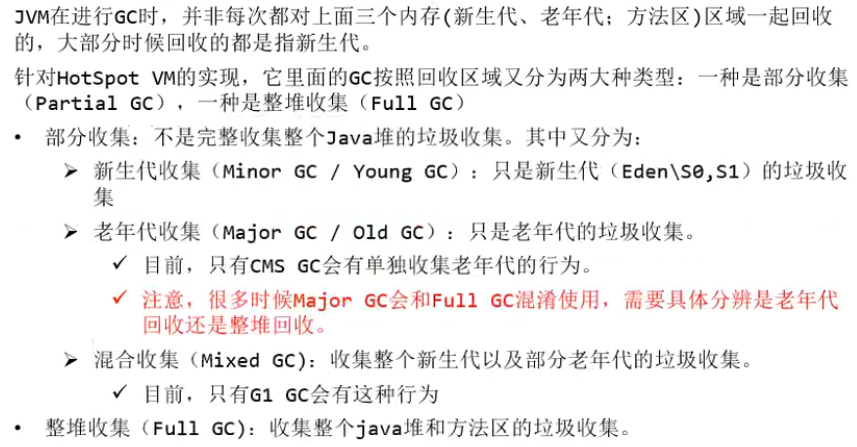 JVM在进行GC时，并非每次都对上面三个内存(新生代、老年代；方法区)区域一起回收
的，大部分时候回收的都是指新生代。
针对HotSpot VM的实现，它里面的GC按照回收区域又分为两大种类型：一种是部分收集
（Partial GC），一种是整堆收集（Full GC）
• 部分收集：不是完整收集整个Java堆的垃圾收集。其中又分为：
➢ 新生代收集（Minor GC / Young GC）：只是新生代（Eden\S0,S1）的垃圾收
集
➢ 老年代收集（Major GC / Old GC）：只是老年代的垃圾收集。
✓ 目前，只有CMS GC会有单独收集老年代的行为。
✓ 注意，很多时候Major GC会和Full GC混淆使用，需要具体分辨是老年代
回收还是整堆回收。
➢ 混合收集（Mixed GC）：收集整个新生代以及部分老年代的垃圾收集。
✓ 目前，只有G1 GC会有这种行为
• 整堆收集（Full GC）：收集整个java堆和方法区的垃圾收集。